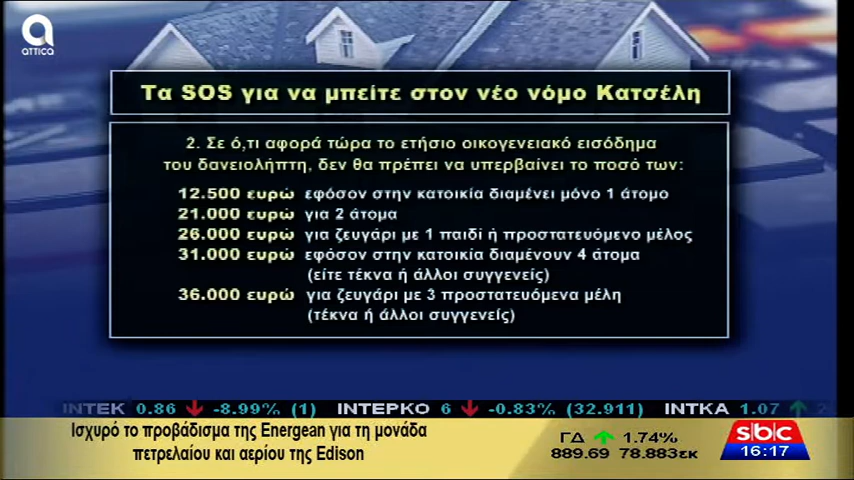 αττιcα
Τα SOS για να μπείτε στον νέο νόμο Κατσέλη
2. Σε ό,τι αφορά τώρα το ετήσιο οικογενειακό εισόδημα
του δανειολήπτη, δεν θα πρέπει να υπερβαίνει το ποσό των:
12.500 ευρώ εφόσον στην κατοικία διαμένει μόνο 1 άτομο
21.000 ευρώ για 2 άτομα
26.000 ευρώ για ζευγάρι με 1 παιδί ή προστατευόμενο μέλος
31.000 ευρώ εφόσον στην κατοικία διαμένουν 4 άτομα
(είτε τέκνα ή άλλοι συγγενείς)
36.000 ευρώ για ζευγάρι με 3 προστατευόμενα μέλη
(τέκνα ή άλλοι συγγενείς)
ΙΝΤΕΚ 0.86 -8.99% (1) ΙΝΤΕΡΚΟ 6 -0.83% (32.911) ΙΝΤΚΑ 1.07
Ισχυρό το προβάδισμα της Energean για τη μονάδα
πετρελαίου και αερίου της Edison
ΓΔ 1.74%
889.69 78.883εκ
sbc
16:17